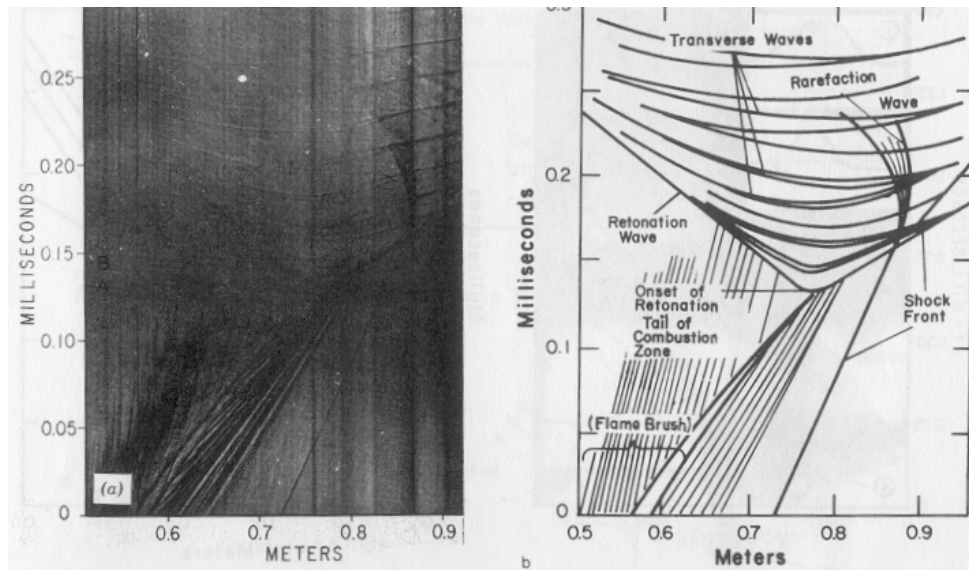 0.25
0.20
0.15
B
A
0.10
0.05
0
(a)
MILLISECONDS
0.6 0.7 0.8 0.9
METERS
Transverse Waves
Rarefaction
Wave
0.2
Retonation
Wave
Onset of
Retonation
Tail of
Combustion
Zone
Shock
Front
0.1
(Flame Brush)
0
Milliseconds
0.5 0.6 0.7 0.8 0.9
Meters
b